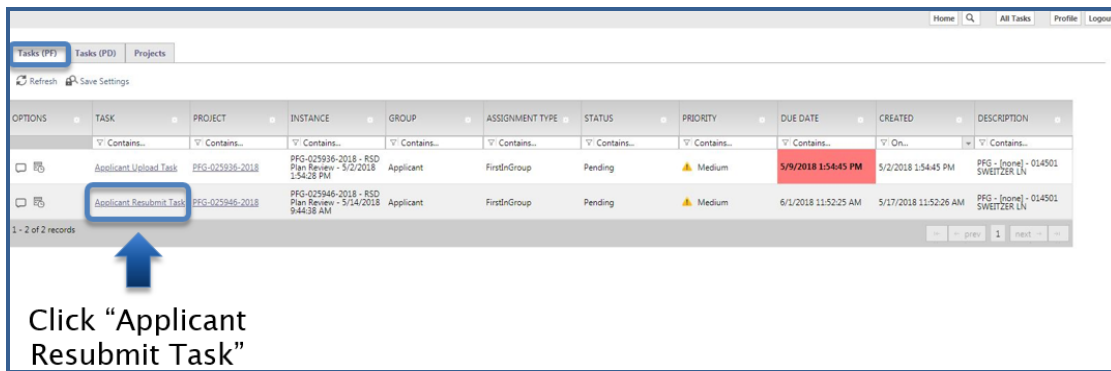 Home All Tasks Profile Logout
Tasks (PF) Tasks (PD) Projects
Refresh Save Settings
OPTIONS TASK PROJECT INSTANCE GROUP ASSIGNMENT TYPE STATUS PRIORITY DUE DATE CREATED DESCRIPTION
Contains... Contains... Contains... Contains... Contains... Contains... Contains... Contains... On... Contains...
Applicant Upload Task PFG-025936-2018 PFG-025936-2018 - RSD Plan Review - 5/2/2018 1:54:28 PM Applicant FirstInGroup Pending Medium 5/9/2018 1:54:45 PM 5/2/2018 1:54:45 PM PFG - [none] - 014501 SWEITZER LN
Applicant Resubmit Task PFG-025946-2018 PFG-025946-2018 - RSD Plan Review - 5/14/2018 9:44:38 AM Applicant FirstInGroup Pending Medium 6/1/2018 11:52:25 AM 5/17/2018 11:52:26 AM PFG - [none] - 014501 SWEITZER LN
1 - 2 of 2 records prev 1 next
Click “Applicant
Resubmit Task”